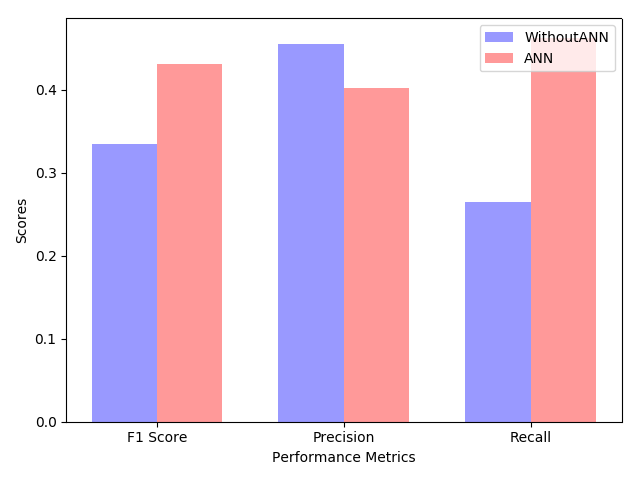 WithoutANN
ANN
0.4
0.3
0.2
0.1
0.0
Scores
F1 Score
Precision
Recall
Performance Metrics